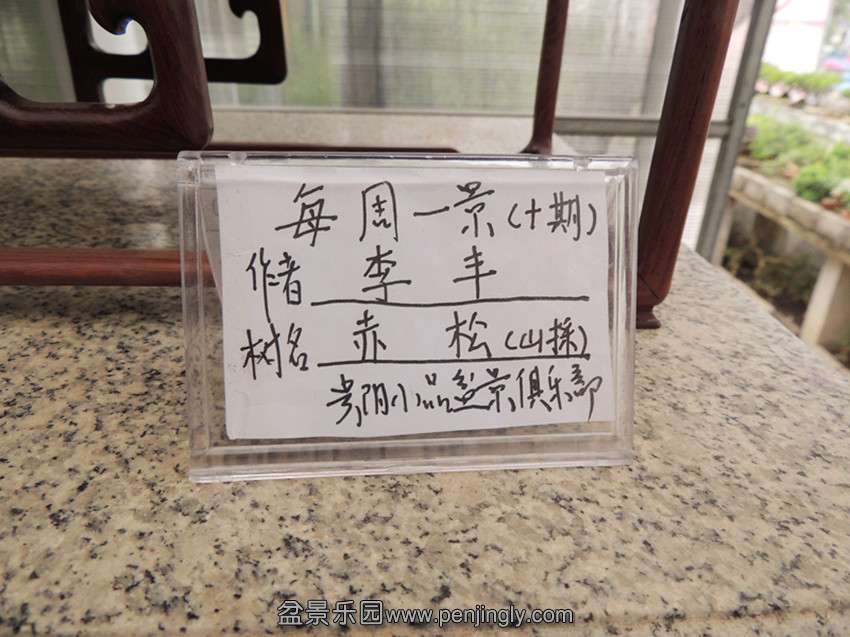 每周一景(十期)
作者 李丰
树名 赤松(山採)
贵阳小品盆景俱乐部
盆景乐园www.penjingly.com